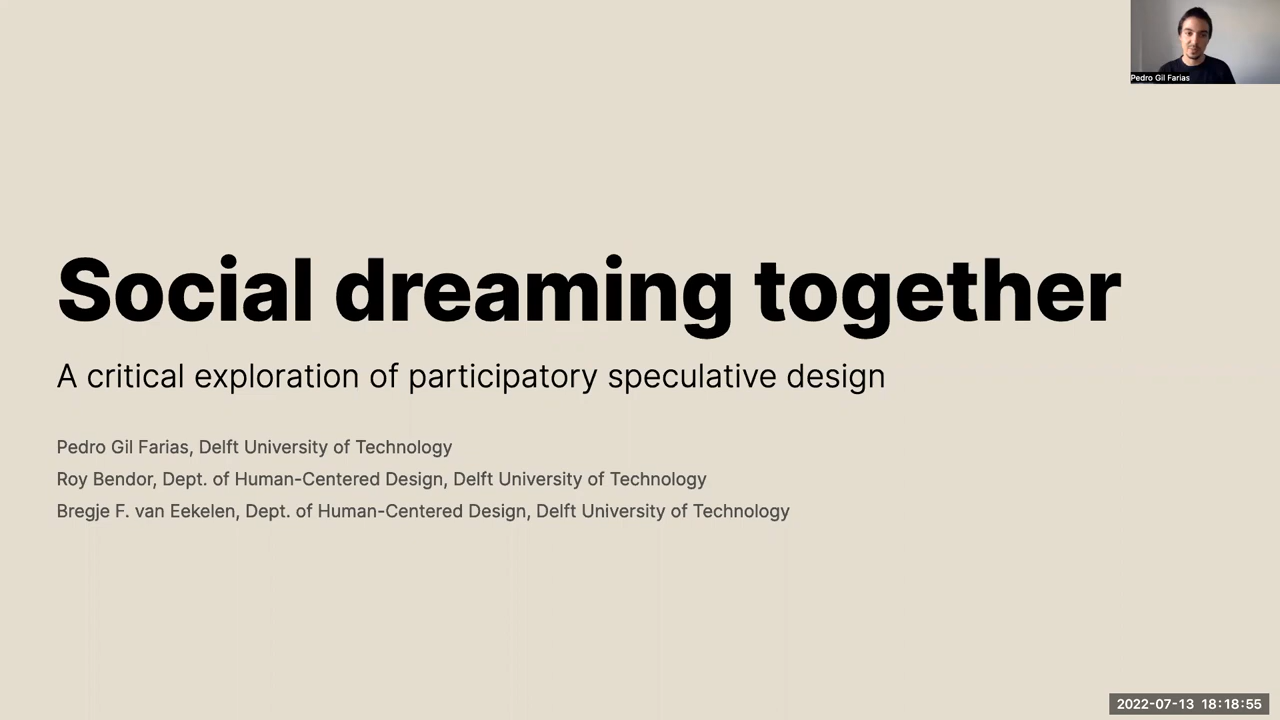 Pedro Gil Farias
Social dreaming together
A critical exploration of participatory speculative design
Pedro Gil Farias, Delft University of Technology
Roy Bendor, Dept. of Human-Centered Design, Delft University of Technology
Bregje F. van Eekelen, Dept. of Human-Centered Design, Delft University of Technology
2022-07-13 18:18:55